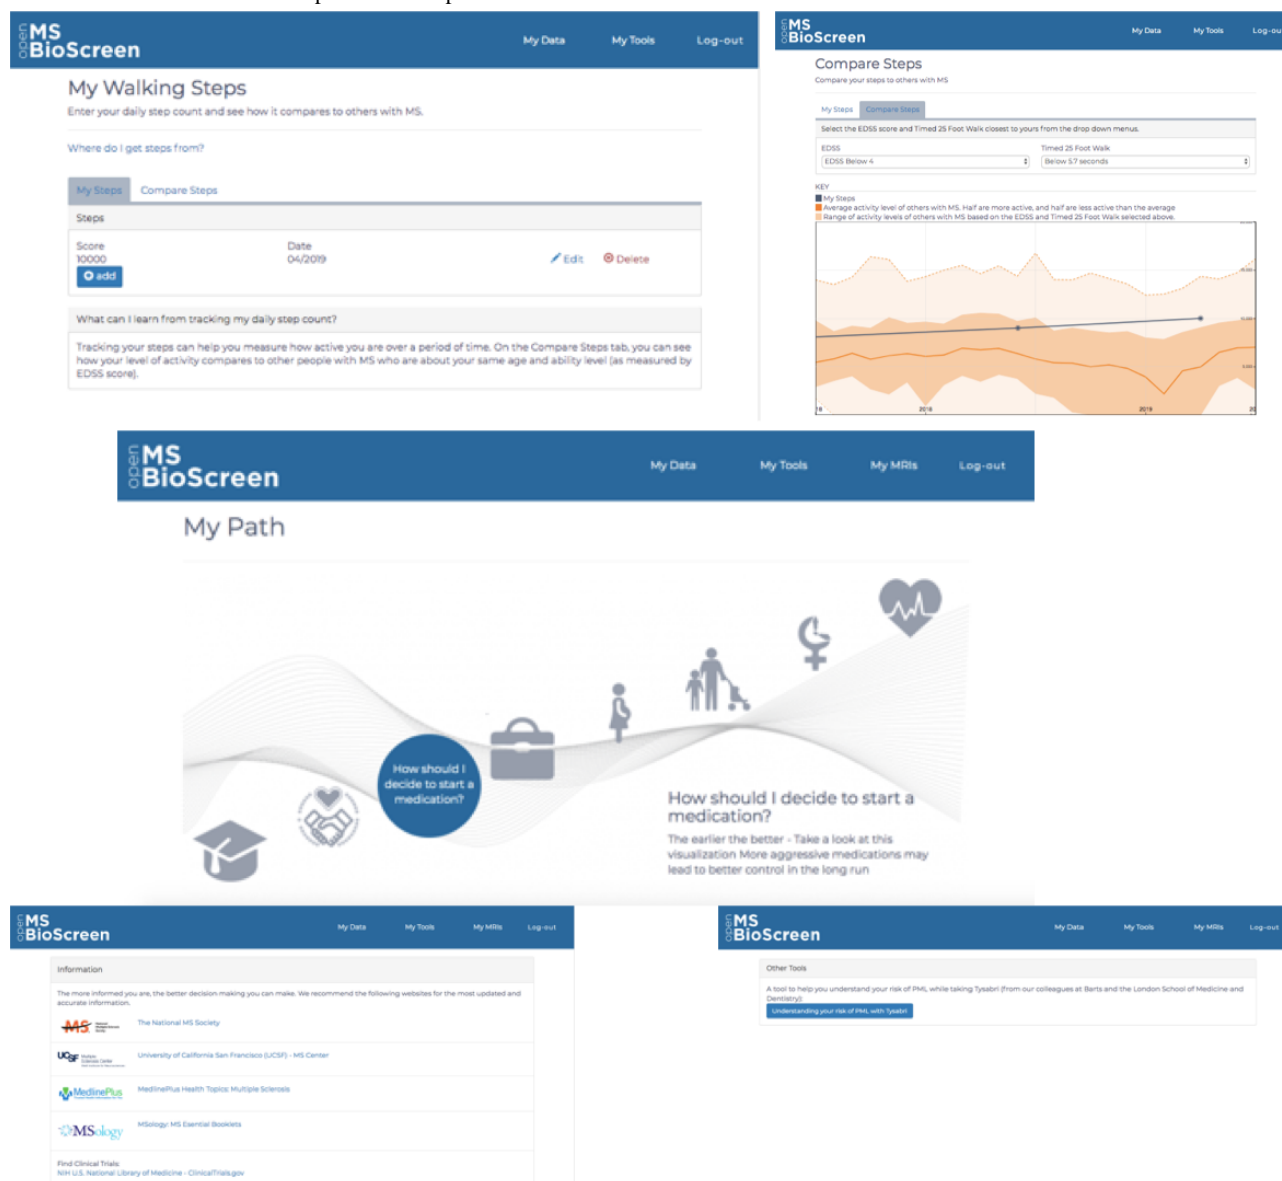 open MS
BioScreen
My Data
My Tools
Log-out
My Walking Steps
Enter your daily step count and see how it compares to others with MS.
Where do I get steps from?
My Steps
Compare Steps
Steps
Score
10000
Date
04/2019
Edit
Delete
add
What can I learn from tracking my daily step count?
Tracking your steps can help you measure how active you are over a period of time. On the Compare Steps tab, you can see
how your level of activity compares to other people with MS who are about your same age and ability level (as measured by
EDSS score).
open MS
BioScreen
My Data
My Tools
Log-out
Compare Steps
Compare your steps to others with MS
My Steps
Compare Steps
Select the EDSS score and Timed 25 Foot Walk closest to yours from the drop down menus.
EDSS
EDSS Below 4
Timed 25 Foot Walk
Below 5.7 seconds
KEY
My Steps
Average activity level of others with MS. Half are more active, and half are less active than the average
Range of activity levels of others with MS based on the EDSS and Timed 25 Foot Walk selected above.
15,000
10,000
5,000
18
2018
2019
20
open MS
BioScreen
My Data
My Tools
My MRIs
Log-out
My Path
How should I
decide to start a
medication?
How should I decide to start a
medication?
The earlier the better - Take a look at this
visualization More aggressive medications may
lead to better control in the long run
open MS
BioScreen
My Data
My Tools
My MRIs
Log-out
Information
The more informed you are, the better decision making you can make. We recommend the following websites for the most updated and
accurate information.
MS
The National MS Society
UCSF
University of California San Francisco (UCSF) - MS Center
MedlinePlus
MedlinePlus Health Topics: Multiple Sclerosis
MSology
MSology: MS Esential Booklets
Find Clinical Trials:
NIH U.S. National Library of Medicine - ClinicalTrials.gov
open MS
BioScreen
My Data
My Tools
My MRIs
Log-out
Other Tools
A tool to help you understand your risk of PML, while taking Tysabri (from our colleagues at Barts and the London School of Medicine and
Dentistry):
Understanding your risk of PML with Tysabri